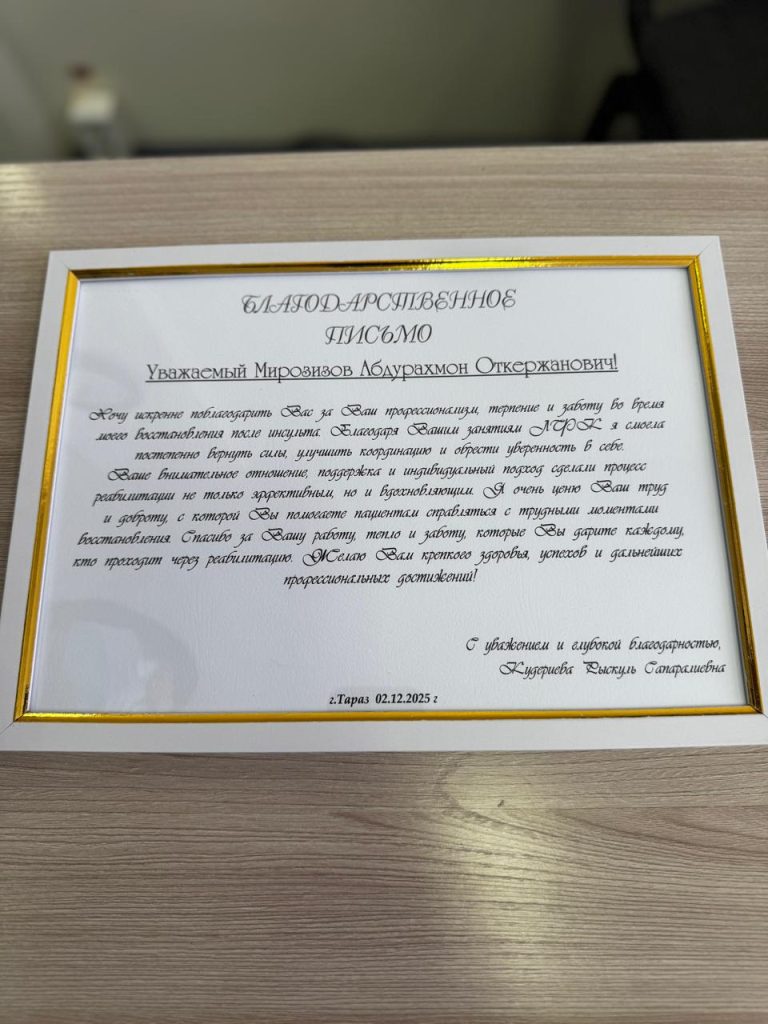 БЛАГОДАРСТВЕННОЕ
ПИСЬМО
Уважаемый Мирозизов Абдурахмон Откержанович!
Хочу искренне поблагодарить Вас за Ваш профессионализм, терпение и заботу во время
моего восстановления после инсульта. Благодаря Вашим занятиям ЛФК я смогла
постепенно вернуть силы, улучшить координацию и обрести уверенность в себе.
Ваше внимательное отношение, поддержка и индивидуальный подход сделали процесс
реабилитации не только эффективным, но и вдохновляющим. Я очень ценю Ваш труд
и доброту, с которой Вы помогаете пациентам справляться с трудными моментами
восстановления. Спасибо за Вашу работу, тепло и заботу, которые Вы дарите каждому,
кто проходит через реабилитацию. Желаю Вам крепкого здоровья, успехов и дальнейших
профессиональных достижений!
С уважением и глубокой благодарностью,
Кудериева Рыскуль Сапаралиевна
г.Тараз 02.12.2025 г